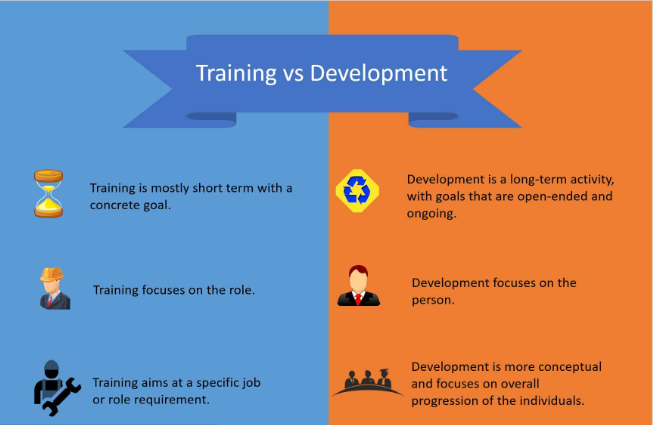 Training vs Development
Training is mostly short term with a
concrete goal.
Development is a long-term activity,
with goals that are open-ended and
ongoing.
Training focuses on the role.
Development focuses on the
person.
Training aims at a specific job
or role requirement.
Development is more conceptual
and focuses on overall
progression of the individuals.